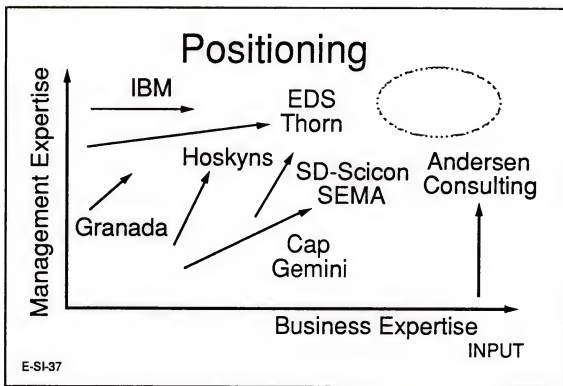 Positioning
IBM
EDS
Thorn
Hoskyns
SD-Scicon
SEMA
Andersen
Consulting
Granada
Cap
Gemini
Management Expertise
Business Expertise
INPUT
E-SI-37